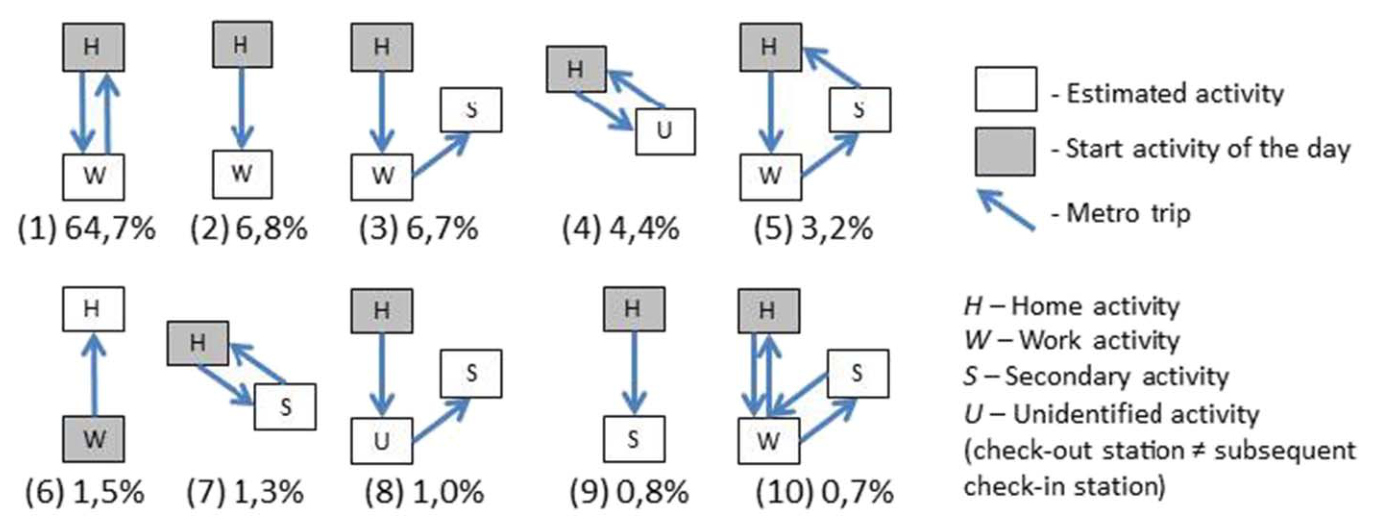 H
H
H
H
H
S
S
U
W
W
W
W
(1) 64,7%
(2) 6,8%
(3) 6,7%
(4) 4,4%
(5) 3,2%
- Estimated activity
- Start activity of the day
- Metro trip
H
H
H
H
H
S
S
S
W
U
S
W
(6) 1,5%
(7) 1,3%
(8) 1,0%
(9) 0,8%
(10) 0,7%
H – Home activity
W – Work activity
S – Secondary activity
U – Unidentified activity
(check-out station ≠ subsequent
check-in station)